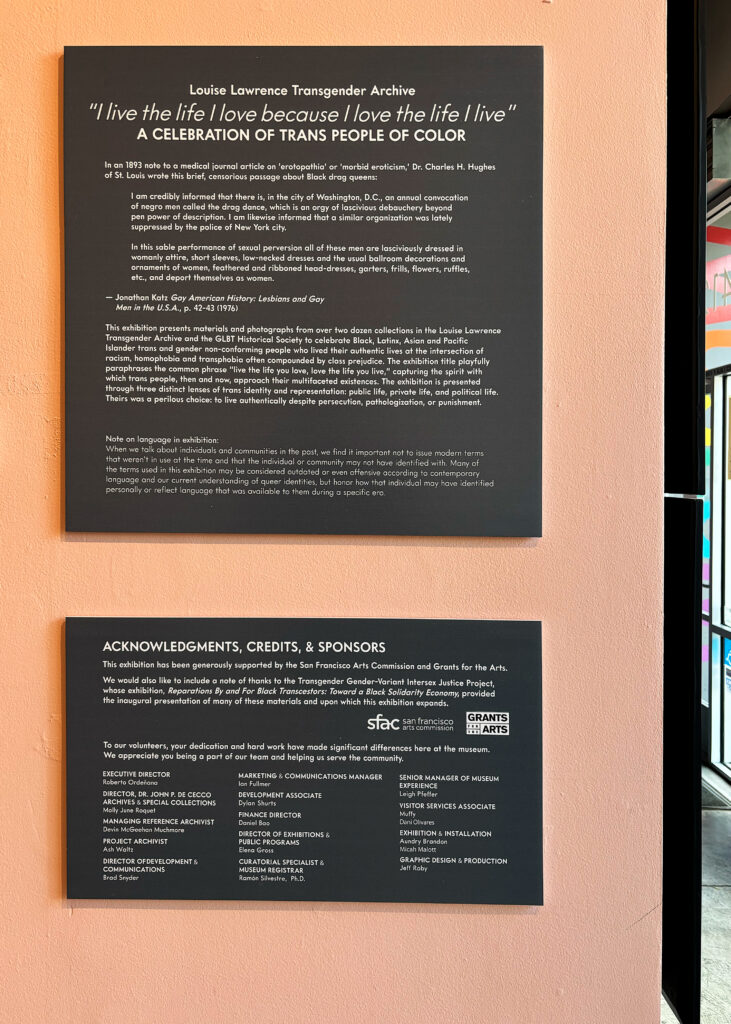 Louise Lawrence Transgender Archive
"I live the life I love because I love the life I live"
A CELEBRATION OF TRANS PEOPLE OF COLOR
In an 1893 note to a medical journal article on 'erotopathia' or 'morbid eroticism,' Dr. Charles H. Hughes
of St. Louis wrote this brief, censorious passage about Black drag queens:
I am credibly informed that there is, in the city of Washington, D.C., an annual convocation
of negro men called the drag dance, which is an orgy of lascivious debauchery beyond
pen power of description. I am likewise informed that a similar organization was lately
suppressed by the police of New York city.
In this sable performance of sexual perversion all of these men are lasciviously dressed in
womanly attire, short sleeves, low-necked dresses and the usual ballroom decorations and
ornaments of women, feathered and ribboned head-dresses, garters, frills, flowers, ruffles,
etc., and deport themselves as women.
— Jonathan Katz Gay American History: Lesbians and Gay
Men in the U.S.A., p. 42-43 (1976)
This exhibition presents materials and photographs from over two dozen collections in the Louise Lawrence
Transgender Archive and the GLBT Historical Society to celebrate Black, Latinx, Asian and Pacific
Islander trans and gender non-conforming people who lived their authentic lives at the intersection of
racism, homophobia and transphobia often compounded by class prejudice. The exhibition title playfully
paraphrases the common phrase "live the life you love, love the life you live," capturing the spirit with
which trans people, then and now, approach their multifaceted existences. The exhibition is presented
through three distinct lenses of trans identity and representation: public life, private life, and political life.
Theirs was a perilous choice: to live authentically despite persecution, pathologization, or punishment.
Note on language in exhibition:
When we talk about individuals and communities in the past, we find it important not to issue modern terms
that weren't in use at the time and that the individual or community may not have identified with. Many of
the terms used in this exhibition may be considered outdated or even offensive according to contemporary
language and our current understanding of queer identities, but honor how that individual may have identified
personally or reflect language that was available to them during a specific era.
ACKNOWLEDGMENTS, CREDITS, & SPONSORS
This exhibition has been generously supported by the San Francisco Arts Commission and Grants for the Arts.
We would also like to include a note of thanks to the Transgender Gender-Variant Intersex Justice Project,
whose exhibition, Reparations By and For Black Transcestors: Toward a Black Solidarity Economy, provided
the inaugural presentation of many of these materials and upon which this exhibition expands.
sfac san francisco
arts commission
GRANTS
FOR THE ARTS
To our volunteers, your dedication and hard work have made significant differences here at the museum.
We appreciate you being a part of our team and helping us serve the community.
EXECUTIVE DIRECTOR
Roberto Ordeñana
DIRECTOR, DR. JOHN P. DE CECCO
ARCHIVES & SPECIAL COLLECTIONS
Molly June Roquet
MANAGING REFERENCE ARCHIVIST
Devin McGeehan Muchmore
PROJECT ARCHIVIST
Ash Waltz
DIRECTOR OF DEVELOPMENT &
COMMUNICATIONS
Brad Snyder
MARKETING & COMMUNICATIONS MANAGER
Ian Fullmer
DEVELOPMENT ASSOCIATE
Dylan Shurts
FINANCE DIRECTOR
Daniel Bao
DIRECTOR OF EXHIBITIONS &
PUBLIC PROGRAMS
Elena Gross
CURATORIAL SPECIALIST &
MUSEUM REGISTRAR
Ramón Silvestre, Ph.D.
SENIOR MANAGER OF MUSEUM
EXPERIENCE
Leigh Pfeffer
VISITOR SERVICES ASSOCIATE
Muffy
Dani Olivares
EXHIBITION & INSTALLATION
Aundry Brandon
Micah Malott
GRAPHIC DESIGN & PRODUCTION
Jeff Raby